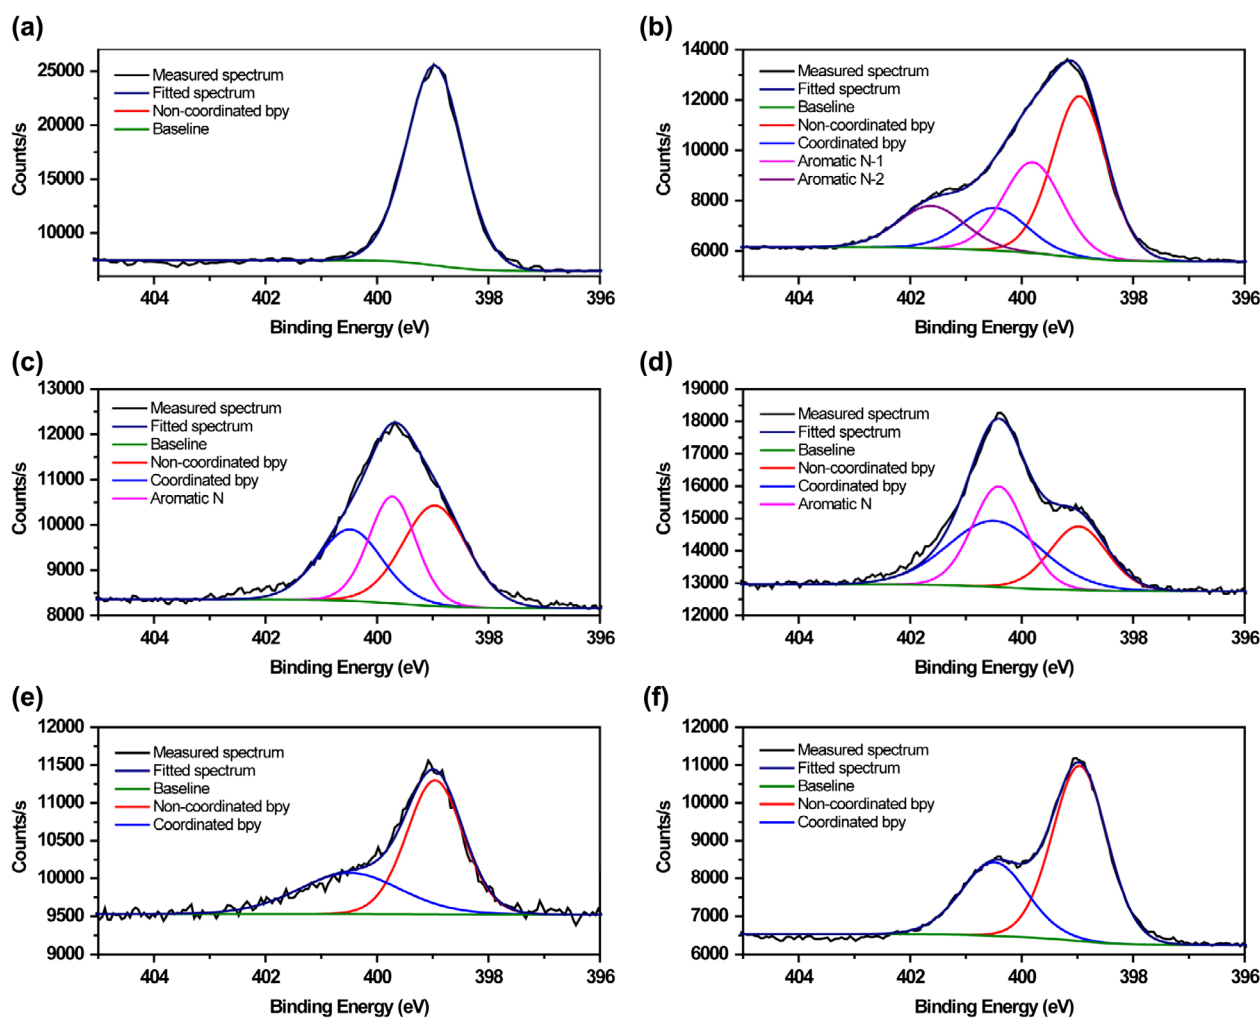 (a)
25000
20000
15000
10000
Counts/s
Measured spectrum
Fitted spectrum
Non-coordinated bpy
Baseline
404
402
400
398
396
Binding Energy (eV)
(b)
14000
12000
10000
8000
6000
Counts/s
Measured spectrum
Fitted spectrum
Baseline
Non-coordinated bpy
Coordinated bpy
Aromatic N-1
Aromatic N-2
404
402
400
398
396
Binding Energy (eV)
(c)
13000
12000
11000
10000
9000
8000
Counts/s
Measured spectrum
Fitted spectrum
Baseline
Non-coordinated bpy
Coordinated bpy
Aromatic N
404
402
400
398
396
Binding Energy (eV)
(d)
19000
18000
17000
16000
15000
14000
13000
12000
Counts/s
Measured spectrum
Fitted spectrum
Baseline
Non-coordinated bpy
Coordinated bpy
Aromatic N
404
402
400
398
396
Binding Energy (eV)
(e)
12000
11500
11000
10500
10000
9500
9000
Counts/s
Measured spectrum
Fitted spectrum
Baseline
Non-coordinated bpy
Coordinated bpy
404
402
400
398
396
Binding Energy (eV)
(f)
12000
11000
10000
9000
8000
7000
6000
Counts/s
Measured spectrum
Fitted spectrum
Baseline
Non-coordinated bpy
Coordinated bpy
404
402
400
398
396
Binding Energy (eV)